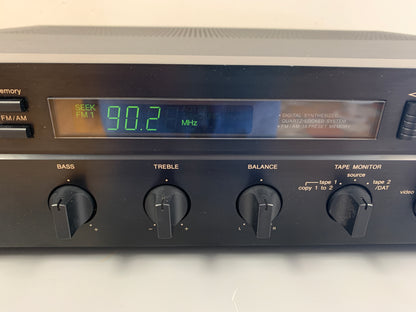 emory
FM/AM
SEEK
FM 1
90.2
MHz
• DIGITAL SYNTHESIZED
QUARTZ-LOCKED SYSTEM
• FM/AM 16 PRESET MEMORY
BASS
TREBLE
BALANCE
TAPE MONITOR
source
tape 1
copy 1 to 2
tape 2
/DAT
video
- +
- +
L R